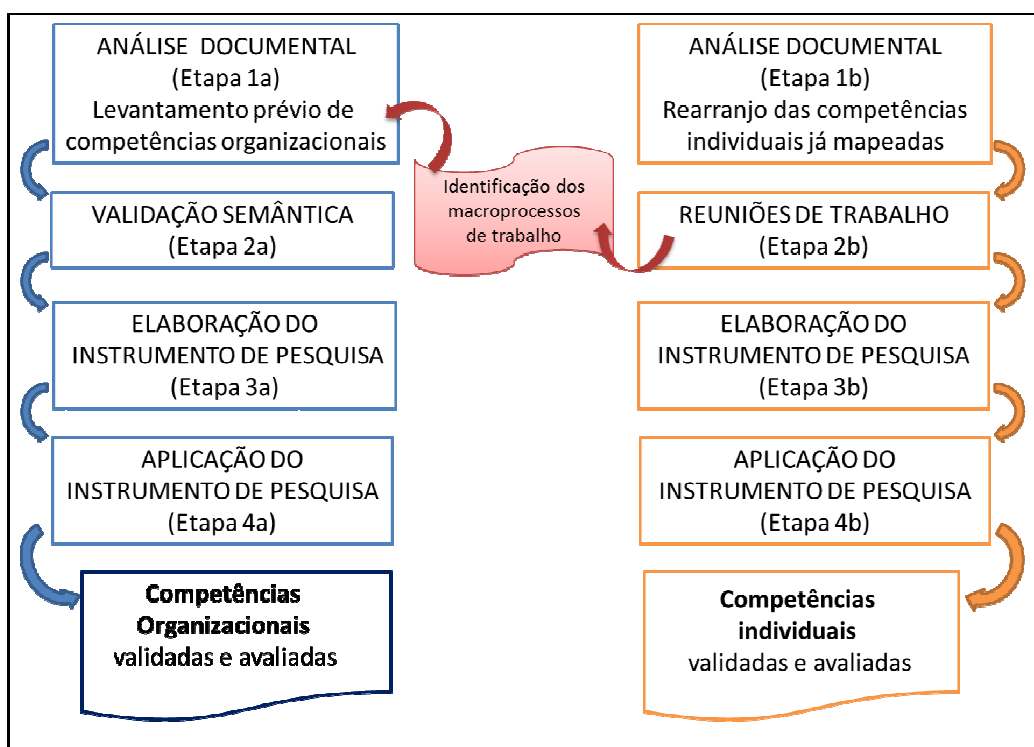 ANÁLISE DOCUMENTAL
(Etapa 1a)
Levantamento prévio de
competências organizacionais
VALIDAÇÃO SEMÂNTICA
(Etapa 2a)
ELABORAÇÃO DO
INSTRUMENTO DE PESQUISA
(Etapa 3a)
APLICAÇÃO DO
INSTRUMENTO DE PESQUISA
(Etapa 4a)
Competências
Organizacionais
validadas e avaliadas
Identificação dos
macroprocessos
de trabalho
ANÁLISE DOCUMENTAL
(Etapa 1b)
Rearranjo das competências
individuais já mapeadas
REUNIÕES DE TRABALHO
(Etapa 2b)
ELABORAÇÃO DO
INSTRUMENTO DE PESQUISA
(Etapa 3b)
APLICAÇÃO DO
INSTRUMENTO DE PESQUISA
(Etapa 4b)
Competências
individuais
validadas e avaliadas